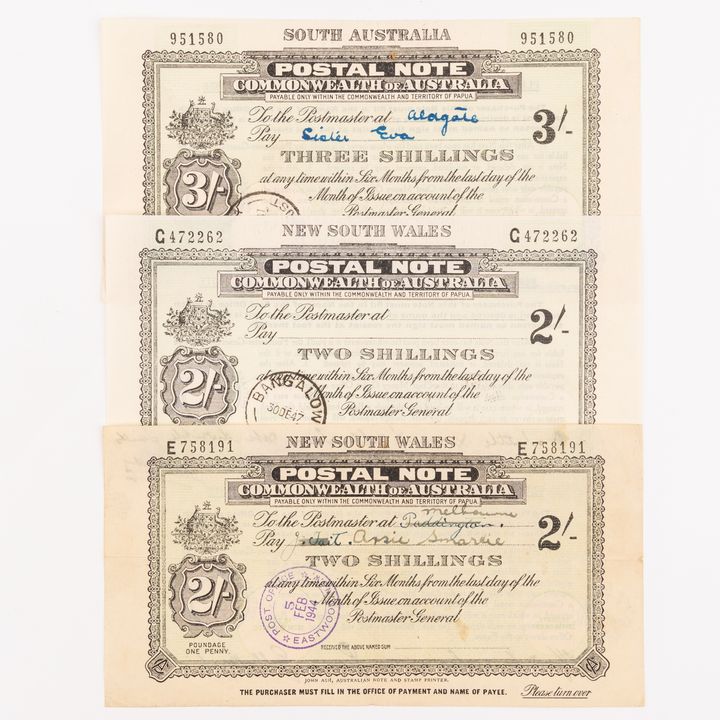 SOUTH AUSTRALIA
951580 951580
POSTAL NOTE
COMMONWEALTH OF AUSTRALIA
PAYABLE ONLY WITHIN THE COMMONWEALTH AND TERRITORY OF PAPUA.
To the Postmaster at Aldgate
3/-
Pay Sister Eva
THREE SHILLINGS
3/-
at any time within Six Months from the last day of the
Month of Issue on account of the
Postmaster General
NEW SOUTH WALES
G472262 G472262
POSTAL NOTE
COMMONWEALTH OF AUSTRALIA
PAYABLE ONLY WITHIN THE COMMONWEALTH AND TERRITORY OF PAPUA.
To the Postmaster at
2/-
Pay
TWO SHILLINGS
2/-
at any time within Six Months from the last day of the
Month of Issue on account of the
Postmaster General
BANGALOW
30DE47
NEW SOUTH WALES
E758191 E758191
POSTAL NOTE
COMMONWEALTH OF AUSTRALIA
PAYABLE ONLY WITHIN THE COMMONWEALTH AND TERRITORY OF PAPUA
Melbourne
To the Postmaster at Paddington.
2/-
Pay Assie Smarkie
TWO SHILLINGS
2/-
at any time within Six Months from the last day of the
Month of Issue on account of the
Postmaster General
POST OFFICE
5 FEB 1944
EASTWOOD
POUNDAGE
ONE PENNY.
RECEIVED THE ABOVE NAMED SUM
JOHN ASH, AUSTRALIAN NOTE AND STAMP PRINTER.
THE PURCHASER MUST FILL IN THE OFFICE OF PAYMENT AND NAME OF PAYEE. Please turn over